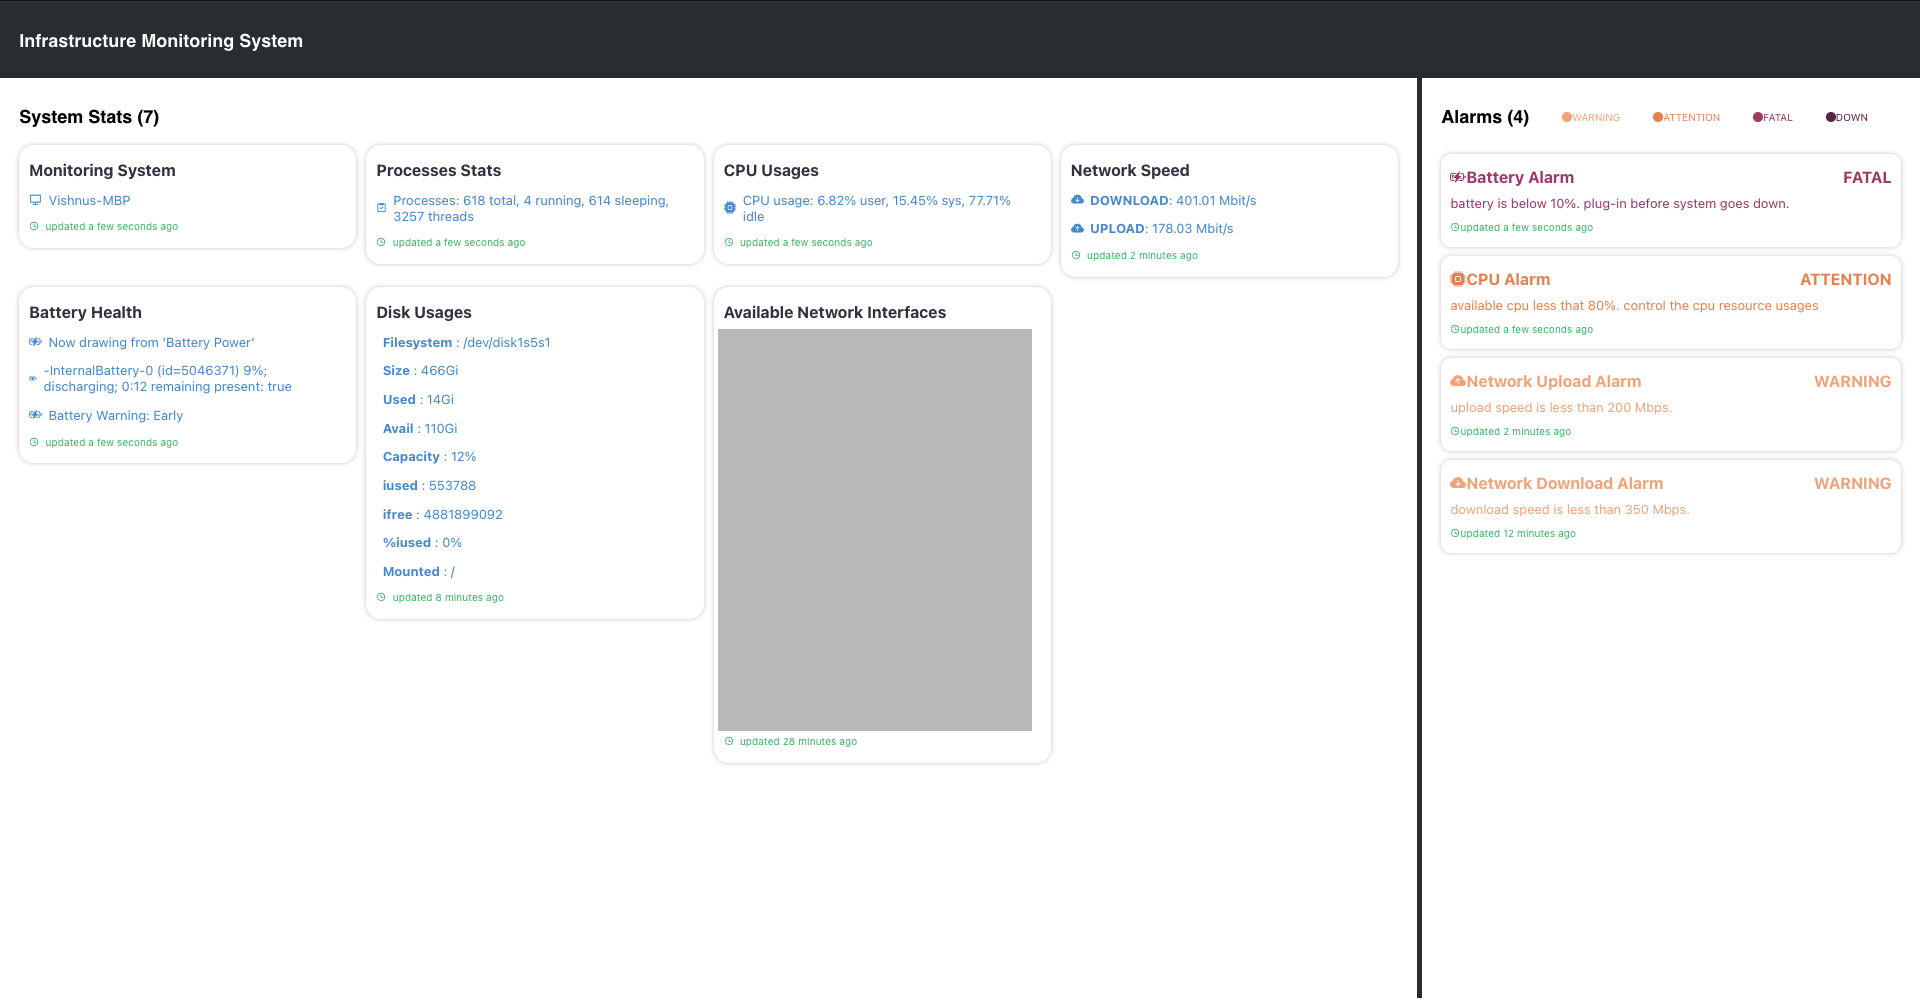 Infrastructure Monitoring System
System Stats (7)
Monitoring System
Vishnus-MBP
updated a few seconds ago
Processes Stats
Processes: 618 total, 4 running, 614 sleeping,
3257 threads
updated a few seconds ago
CPU Usages
CPU usage: 6.82% user, 15.45% sys, 77.71%
idle
updated a few seconds ago
Network Speed
DOWNLOAD: 401.01 Mbit/s
UPLOAD: 178.03 Mbit/s
updated 2 minutes ago
Battery Health
Now drawing from 'Battery Power'
-InternalBattery-0 (id=5046371) 9%;
discharging; 0:12 remaining present: true
Battery Warning: Early
updated a few seconds ago
Disk Usages
Filesystem : /dev/disk1s5s1
Size : 466Gi
Used : 14Gi
Avail : 110Gi
Capacity : 12%
iused : 553788
ifree : 4881899092
%iused : 0%
Mounted : /
updated 8 minutes ago
Available Network Interfaces
updated 28 minutes ago
Alarms (4)
WARNING
ATTENTION
FATAL
DOWN
Battery Alarm FATAL
battery is below 10%. plug-in before system goes down.
updated a few seconds ago
CPU Alarm ATTENTION
available cpu less that 80%. control the cpu resource usages
updated a few seconds ago
Network Upload Alarm WARNING
upload speed is less than 200 Mbps.
updated 2 minutes ago
Network Download Alarm WARNING
download speed is less than 350 Mbps.
updated 12 minutes ago